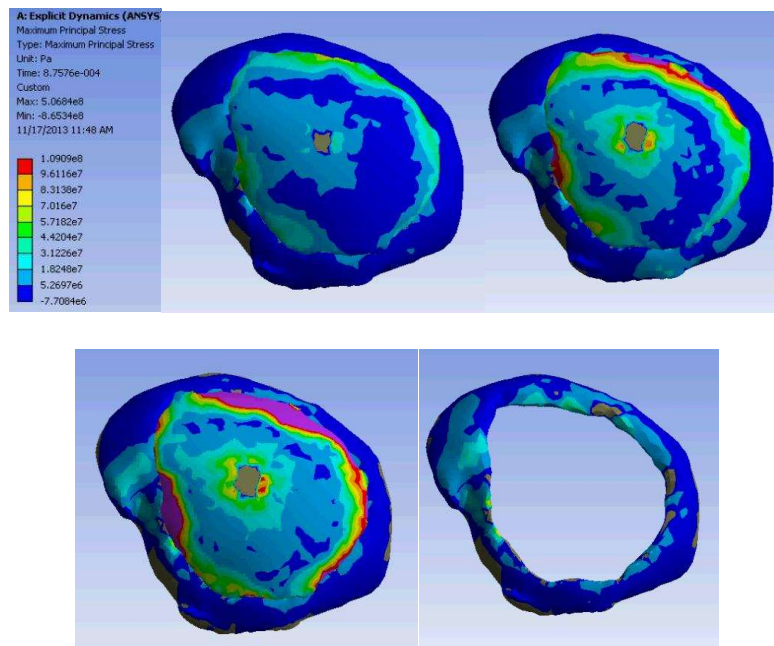 A: Explicit Dynamics (ANSYS
Maximum Principal Stress
Type: Maximum Principal Stress
Unit: Pa
Time: 8.7576e-004
Custom
Max: 5.0684e8
Min: -8.6534e8
11/17/2013 11:48 AM
1.0909e8
9.6116e7
8.3138e7
7.016e7
5.7182e7
4.4204e7
3.1226e7
1.8248e7
5.2697e6
-7.7084e6